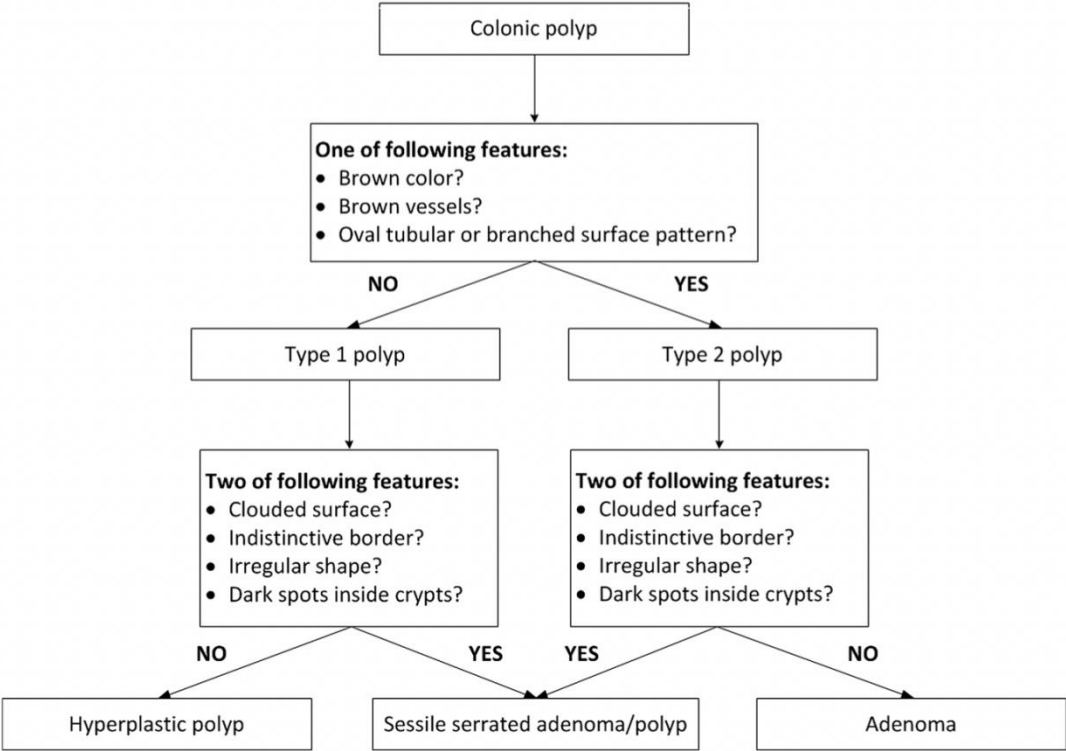 Colonic polyp
One of following features:
• Brown color?
• Brown vessels?
• Oval tubular or branched surface pattern?
NO
YES
Type 1 polyp
Type 2 polyp
Two of following features:
• Clouded surface?
• Indistinctive border?
• Irregular shape?
• Dark spots inside crypts?
Two of following features:
• Clouded surface?
• Indistinctive border?
• Irregular shape?
• Dark spots inside crypts?
NO
YES
YES
NO
Hyperplastic polyp
Sessile serrated adenoma/polyp
Adenoma